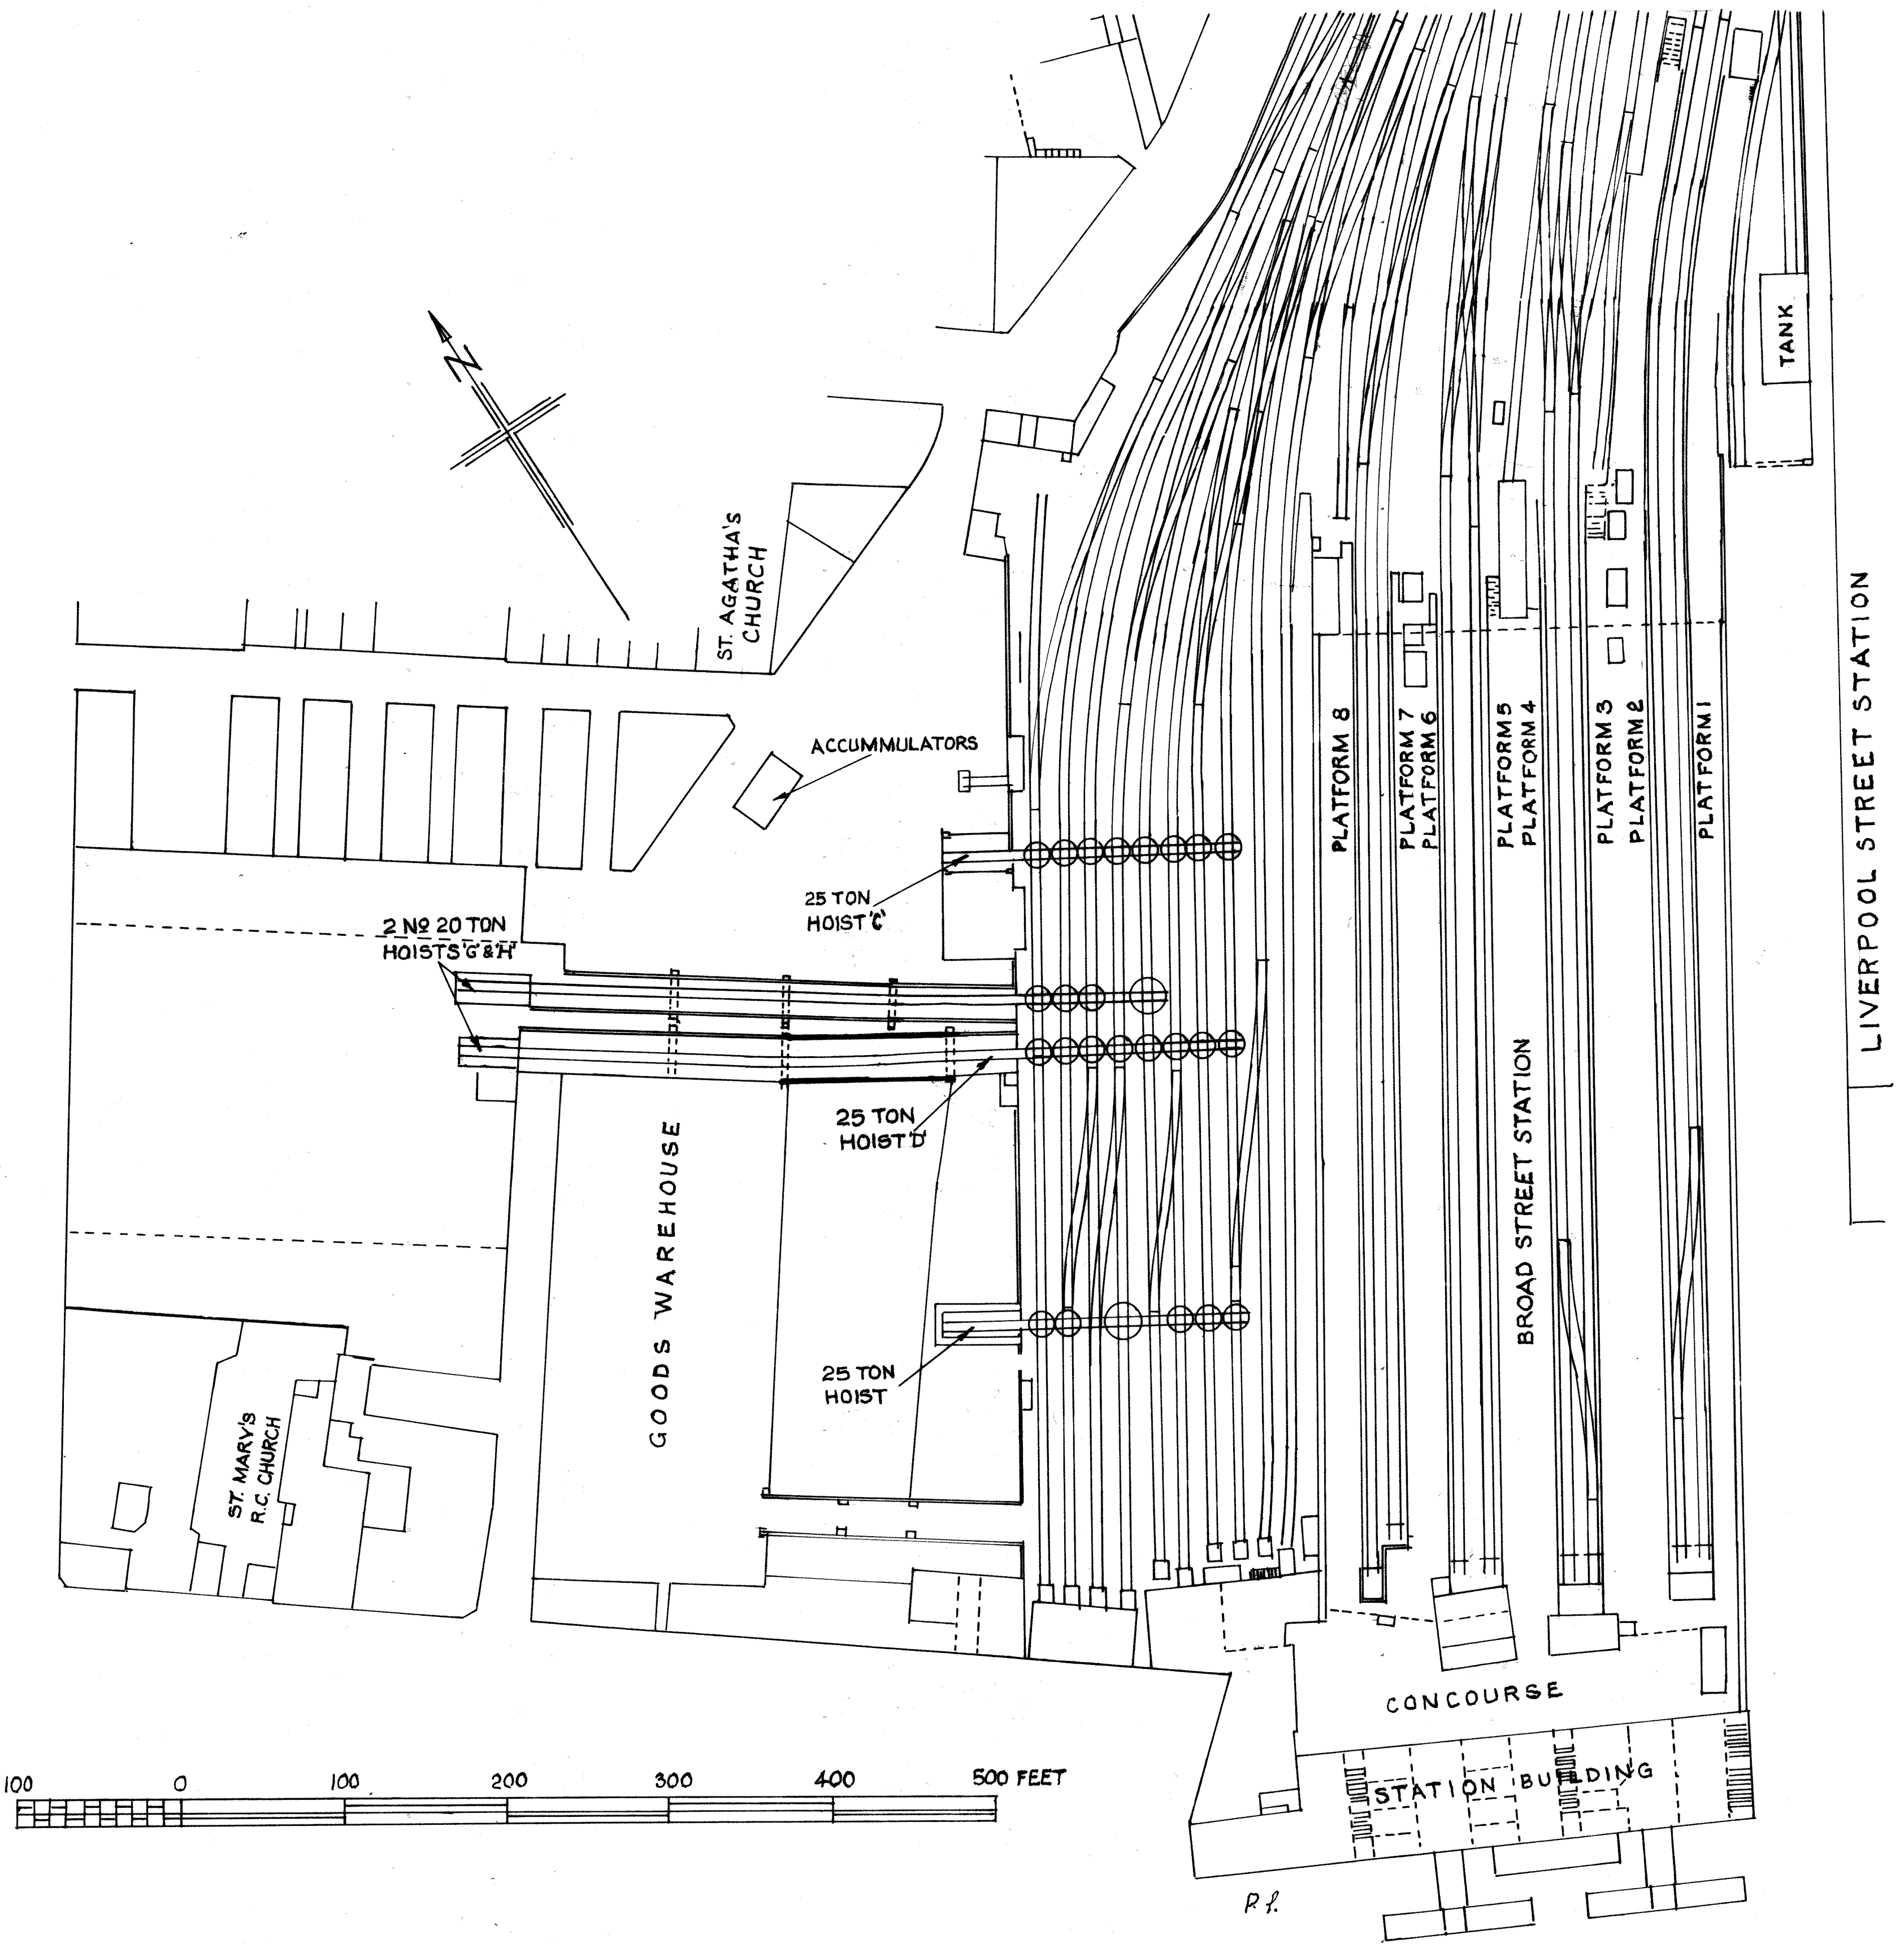 TANK
N
ST. AGATHA'S
CHURCH
LIVERPOOL STREET STATION
ACCUMMULATORS
PLATFORM 8
PLATFORM 7
PLATFORM 6
PLATFORM 5
PLATFORM 4
PLATFORM 3
PLATFORM 2
PLATFORM 1
25 TON
HOIST 'C'
2 Nº 20 TON
HOISTS 'G' & 'H'
25 TON
HOIST 'D'
GOODS WAREHOUSE
BROAD STREET STATION
25 TON
HOIST
ST. MARY'S
R.C. CHURCH
CONCOURSE
STATION BUILDING
100 0 100 200 300 400 500 FEET